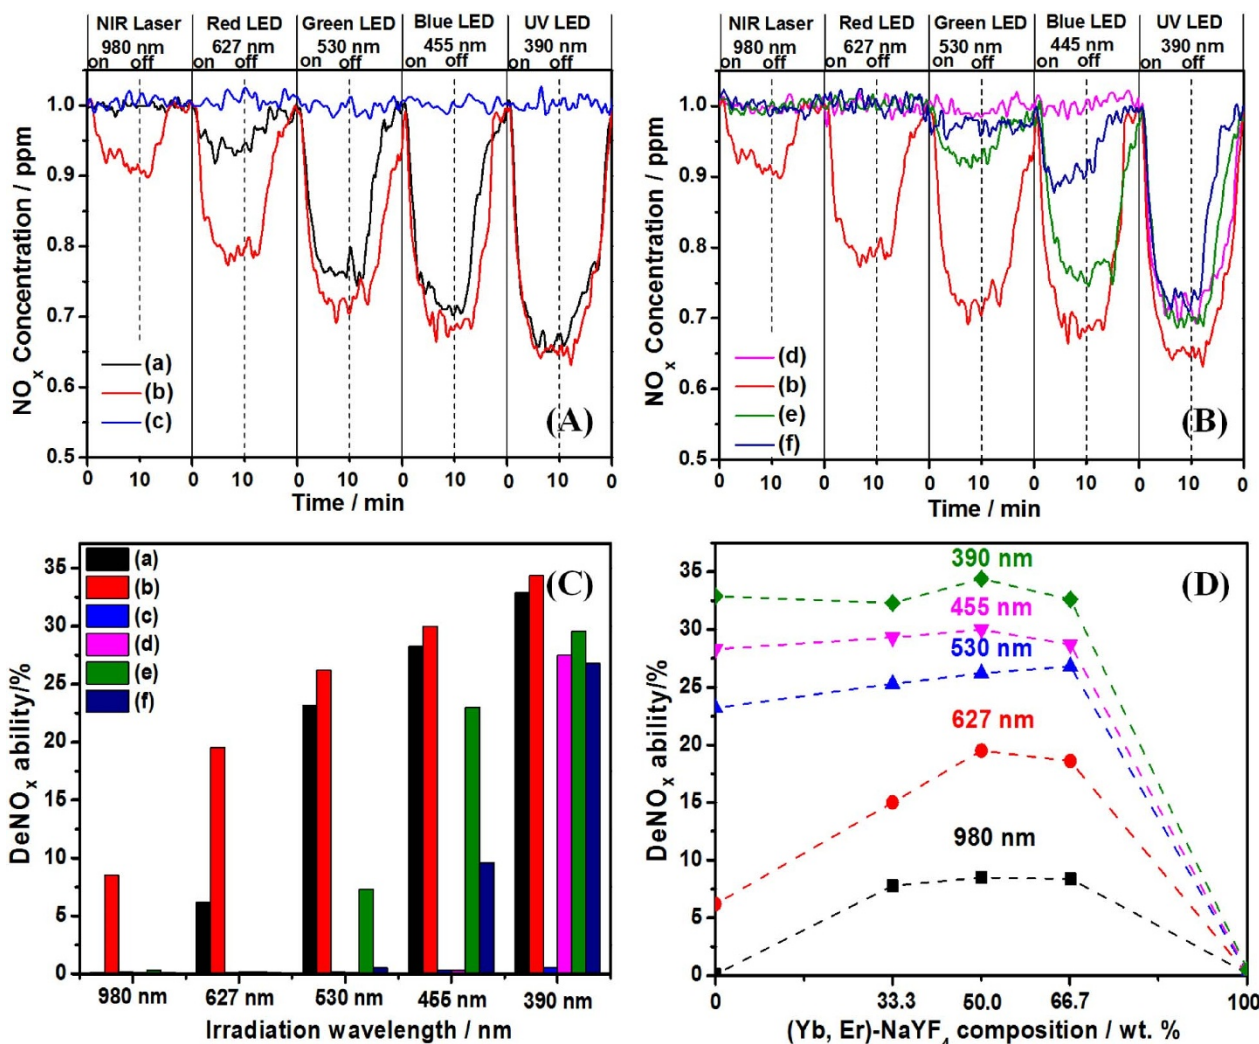 NIR Laser Red LED Green LED Blue LED UV LED
980 nm 627 nm 530 nm 455 nm 390 nm
on off on off on off on off on off
1.0
0.9
0.8
0.7
0.6
0.5
NOx Concentration / ppm
(a)
(b)
(c)
(A)
0 10 0 10 0 10 0 10 0 10 0
Time / min
NIR Laser Red LED Green LED Blue LED UV LED
980 nm 627 nm 530 nm 445 nm 390 nm
on off on off on off on off on off
1.0
0.9
0.8
0.7
0.6
0.5
NOx Concentration / ppm
(d)
(b)
(e)
(f)
(B)
0 10 0 10 0 10 0 10 0 10 0
Time / min
35
30
25
20
15
10
5
0
DeNOx ability/%
(a)
(b)
(c)
(d)
(e)
(f)
(C)
980 nm 627 nm 530 nm 455 nm 390 nm
Irradiation wavelength / nm
35
30
25
20
15
10
5
0
DeNOx ability/%
390 nm
455 nm
530 nm
627 nm
980 nm
(D)
0 33.3 50.0 66.7 100
(Yb, Er)-NaYF4 composition / wt. %